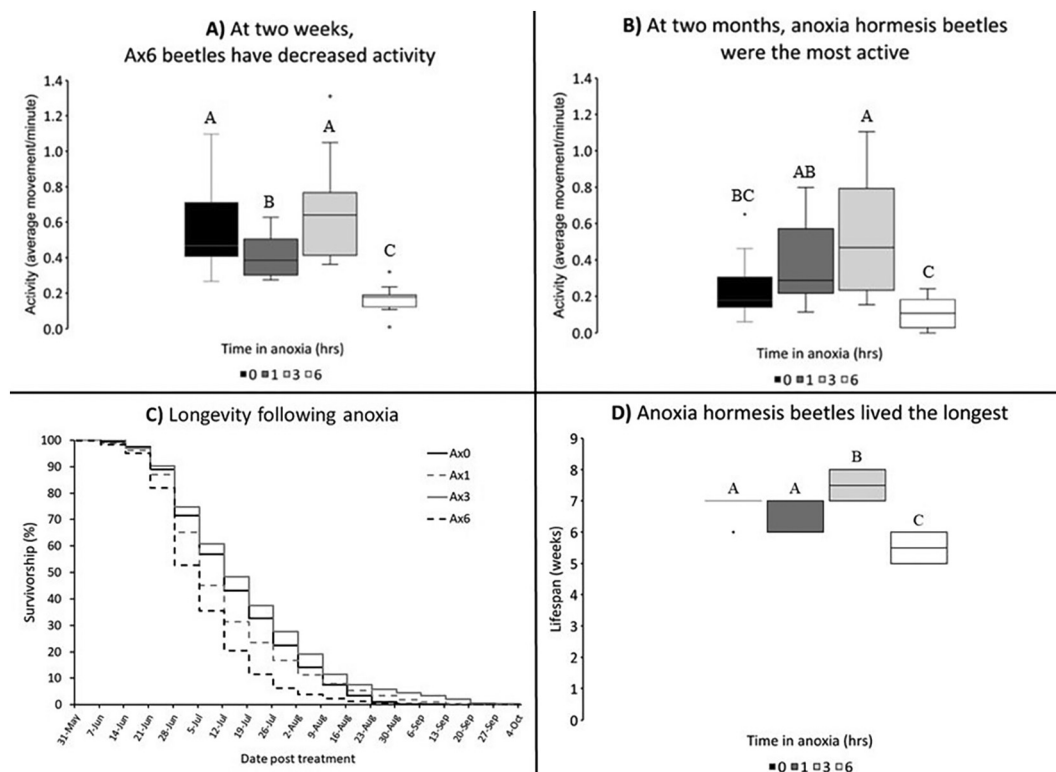 A) At two weeks,
Ax6 beetles have decreased activity
Activity (average movement/minute)
1.4
1.2
1.0
0.8
0.6
0.4
0.2
0.0
A
B
A
C
Time in anoxia (hrs)
■0 ■1 □3 □6
B) At two months, anoxia hormesis beetles
were the most active
Activity (average movement/minute)
1.4
1.2
1.0
0.8
0.6
0.4
0.2
0.0
BC
AB
A
C
Time in anoxia (hrs)
■0 ■1 □3 □6
C) Longevity following anoxia
Survivorship (%)
100
90
80
70
60
50
40
30
20
10
0
Ax0
Ax1
Ax3
Ax6
31-May
7-Jun
14-Jun
21-Jun
28-Jun
5-Jul
12-Jul
19-Jul
26-Jul
2-Aug
9-Aug
16-Aug
23-Aug
30-Aug
6-Sep
13-Sep
20-Sep
27-Sep
4-Oct
Date post treatment
D) Anoxia hormesis beetles lived the longest
Lifespan (weeks)
9
8
7
6
5
4
3
2
1
0
A
A
B
C
Time in anoxia (hrs)
■0 ■1 □3 □6